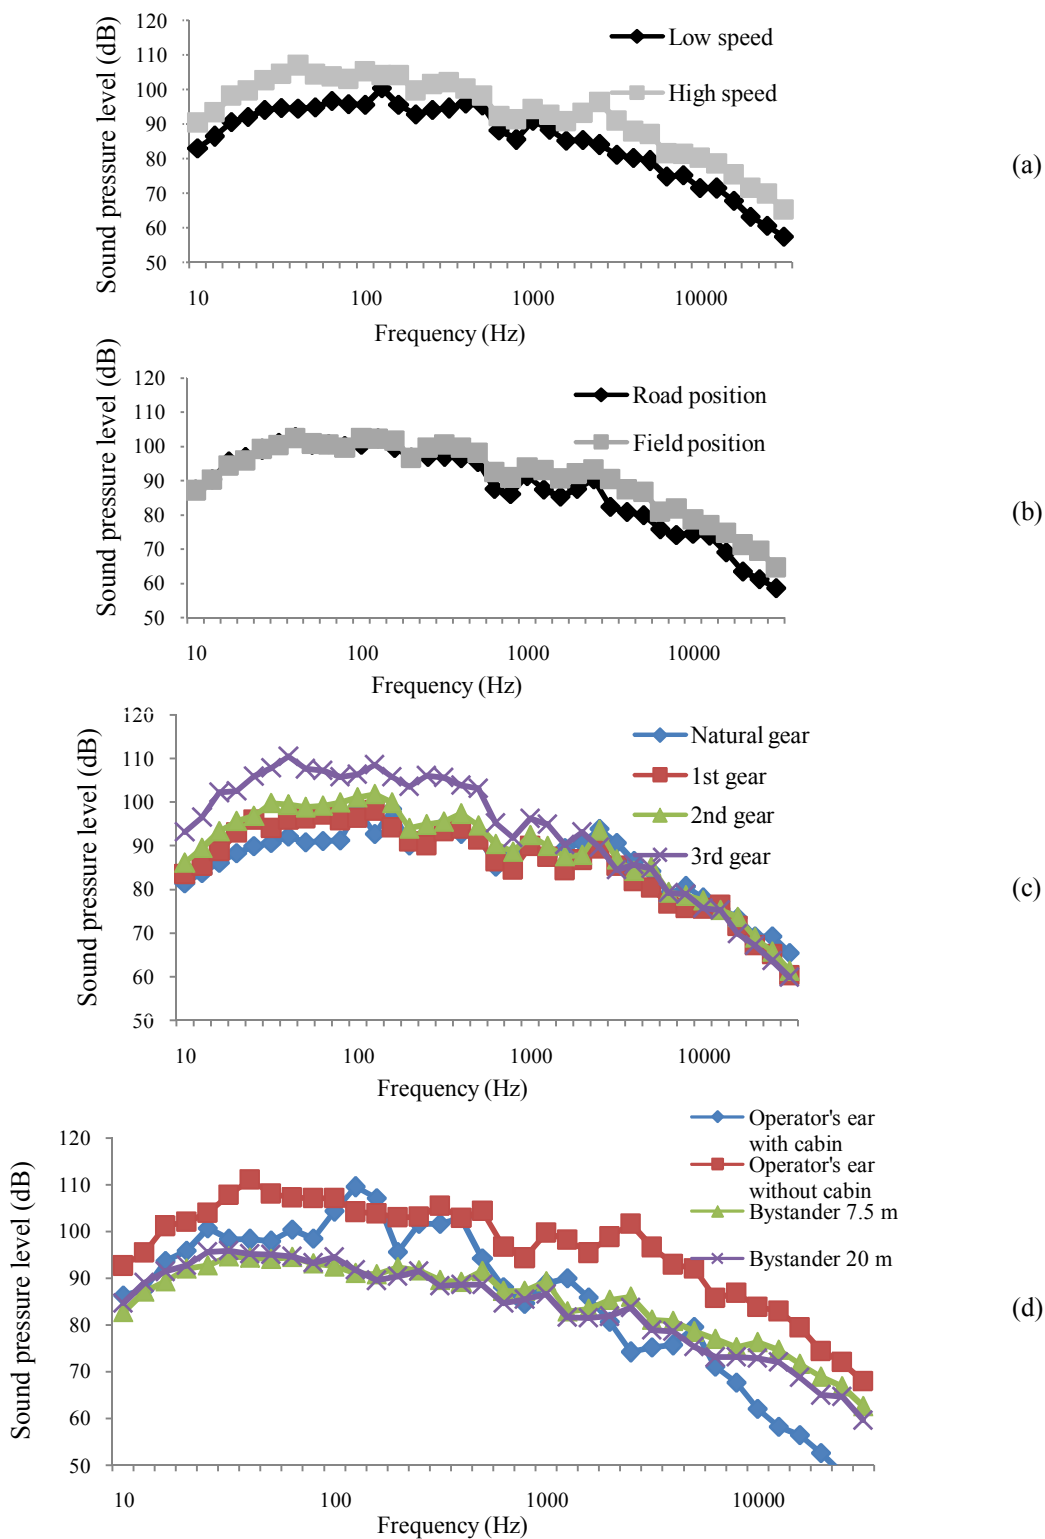 Sound pressure level (dB)
120
110
100
90
80
70
60
50
10
100
1000
10000
Frequency (Hz)
Low speed
High speed
(a)
Sound pressure level (dB)
120
110
100
90
80
70
60
50
10
100
1000
10000
Frequency (Hz)
Road position
Field position
(b)
Sound pressure level (dB)
120
110
100
90
80
70
60
50
10
100
1000
10000
Frequency (Hz)
Natural gear
1st gear
2nd gear
3rd gear
(c)
Sound pressure level (dB)
120
110
100
90
80
70
60
50
10
100
1000
10000
Frequency (Hz)
Operator's ear
with cabin
Operator's ear
without cabin
Bystander 7.5 m
Bystander 20 m
(d)